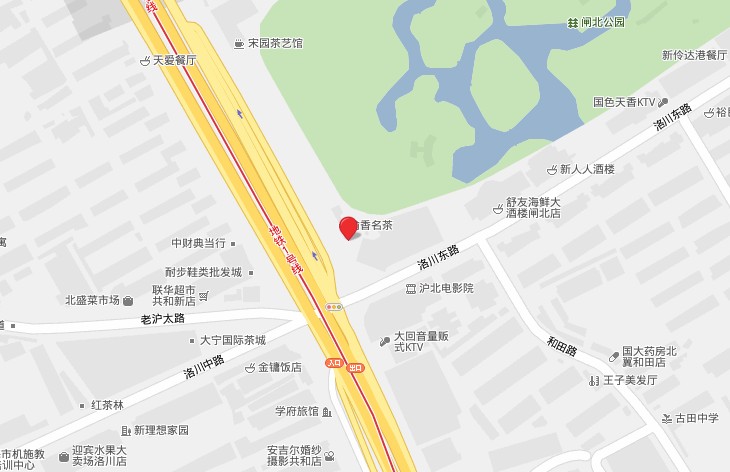 线
宋园茶艺馆
闸北公园
天爱餐厅
新伶达港餐厅
国色天香KTV
洛川东路
新人人酒楼
舒友海鲜大
酒楼闸北店
香名茶
中财典当行
地铁1号线
耐步鞋类批发城
洛川东路
联华超市
共和新店
沪北电影院
北盛菜市场
老沪太路
大宁国际茶城
大回音量贩
式KTV
和田路
国大药房北
翼和田店
洛川中路
金镛饭店
入口
出口
王子美发厅
红茶林
学府旅馆
古田中学
新理想家园
市机施教
培训中心
迎宾水果大
卖场洛川店
安吉尔婚纱
摄影共和店